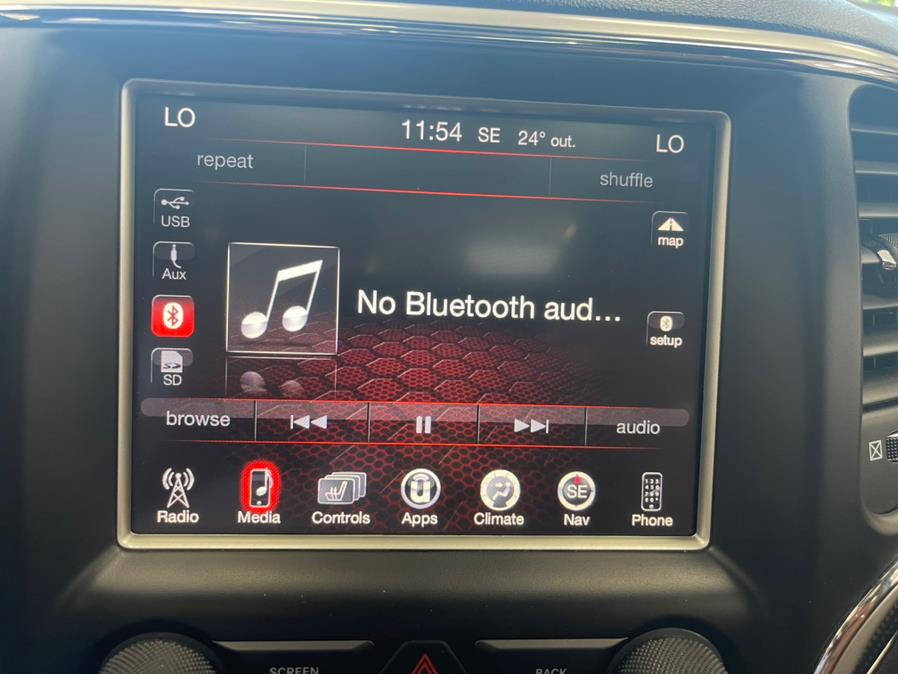 LO 11:54 SE 24° out. LO
repeat shuffle
USB
map
Aux
No Bluetooth aud...
setup
SD
browse audio
Radio Media Controls Apps Climate SE Nav Phone
SCREEN BACK